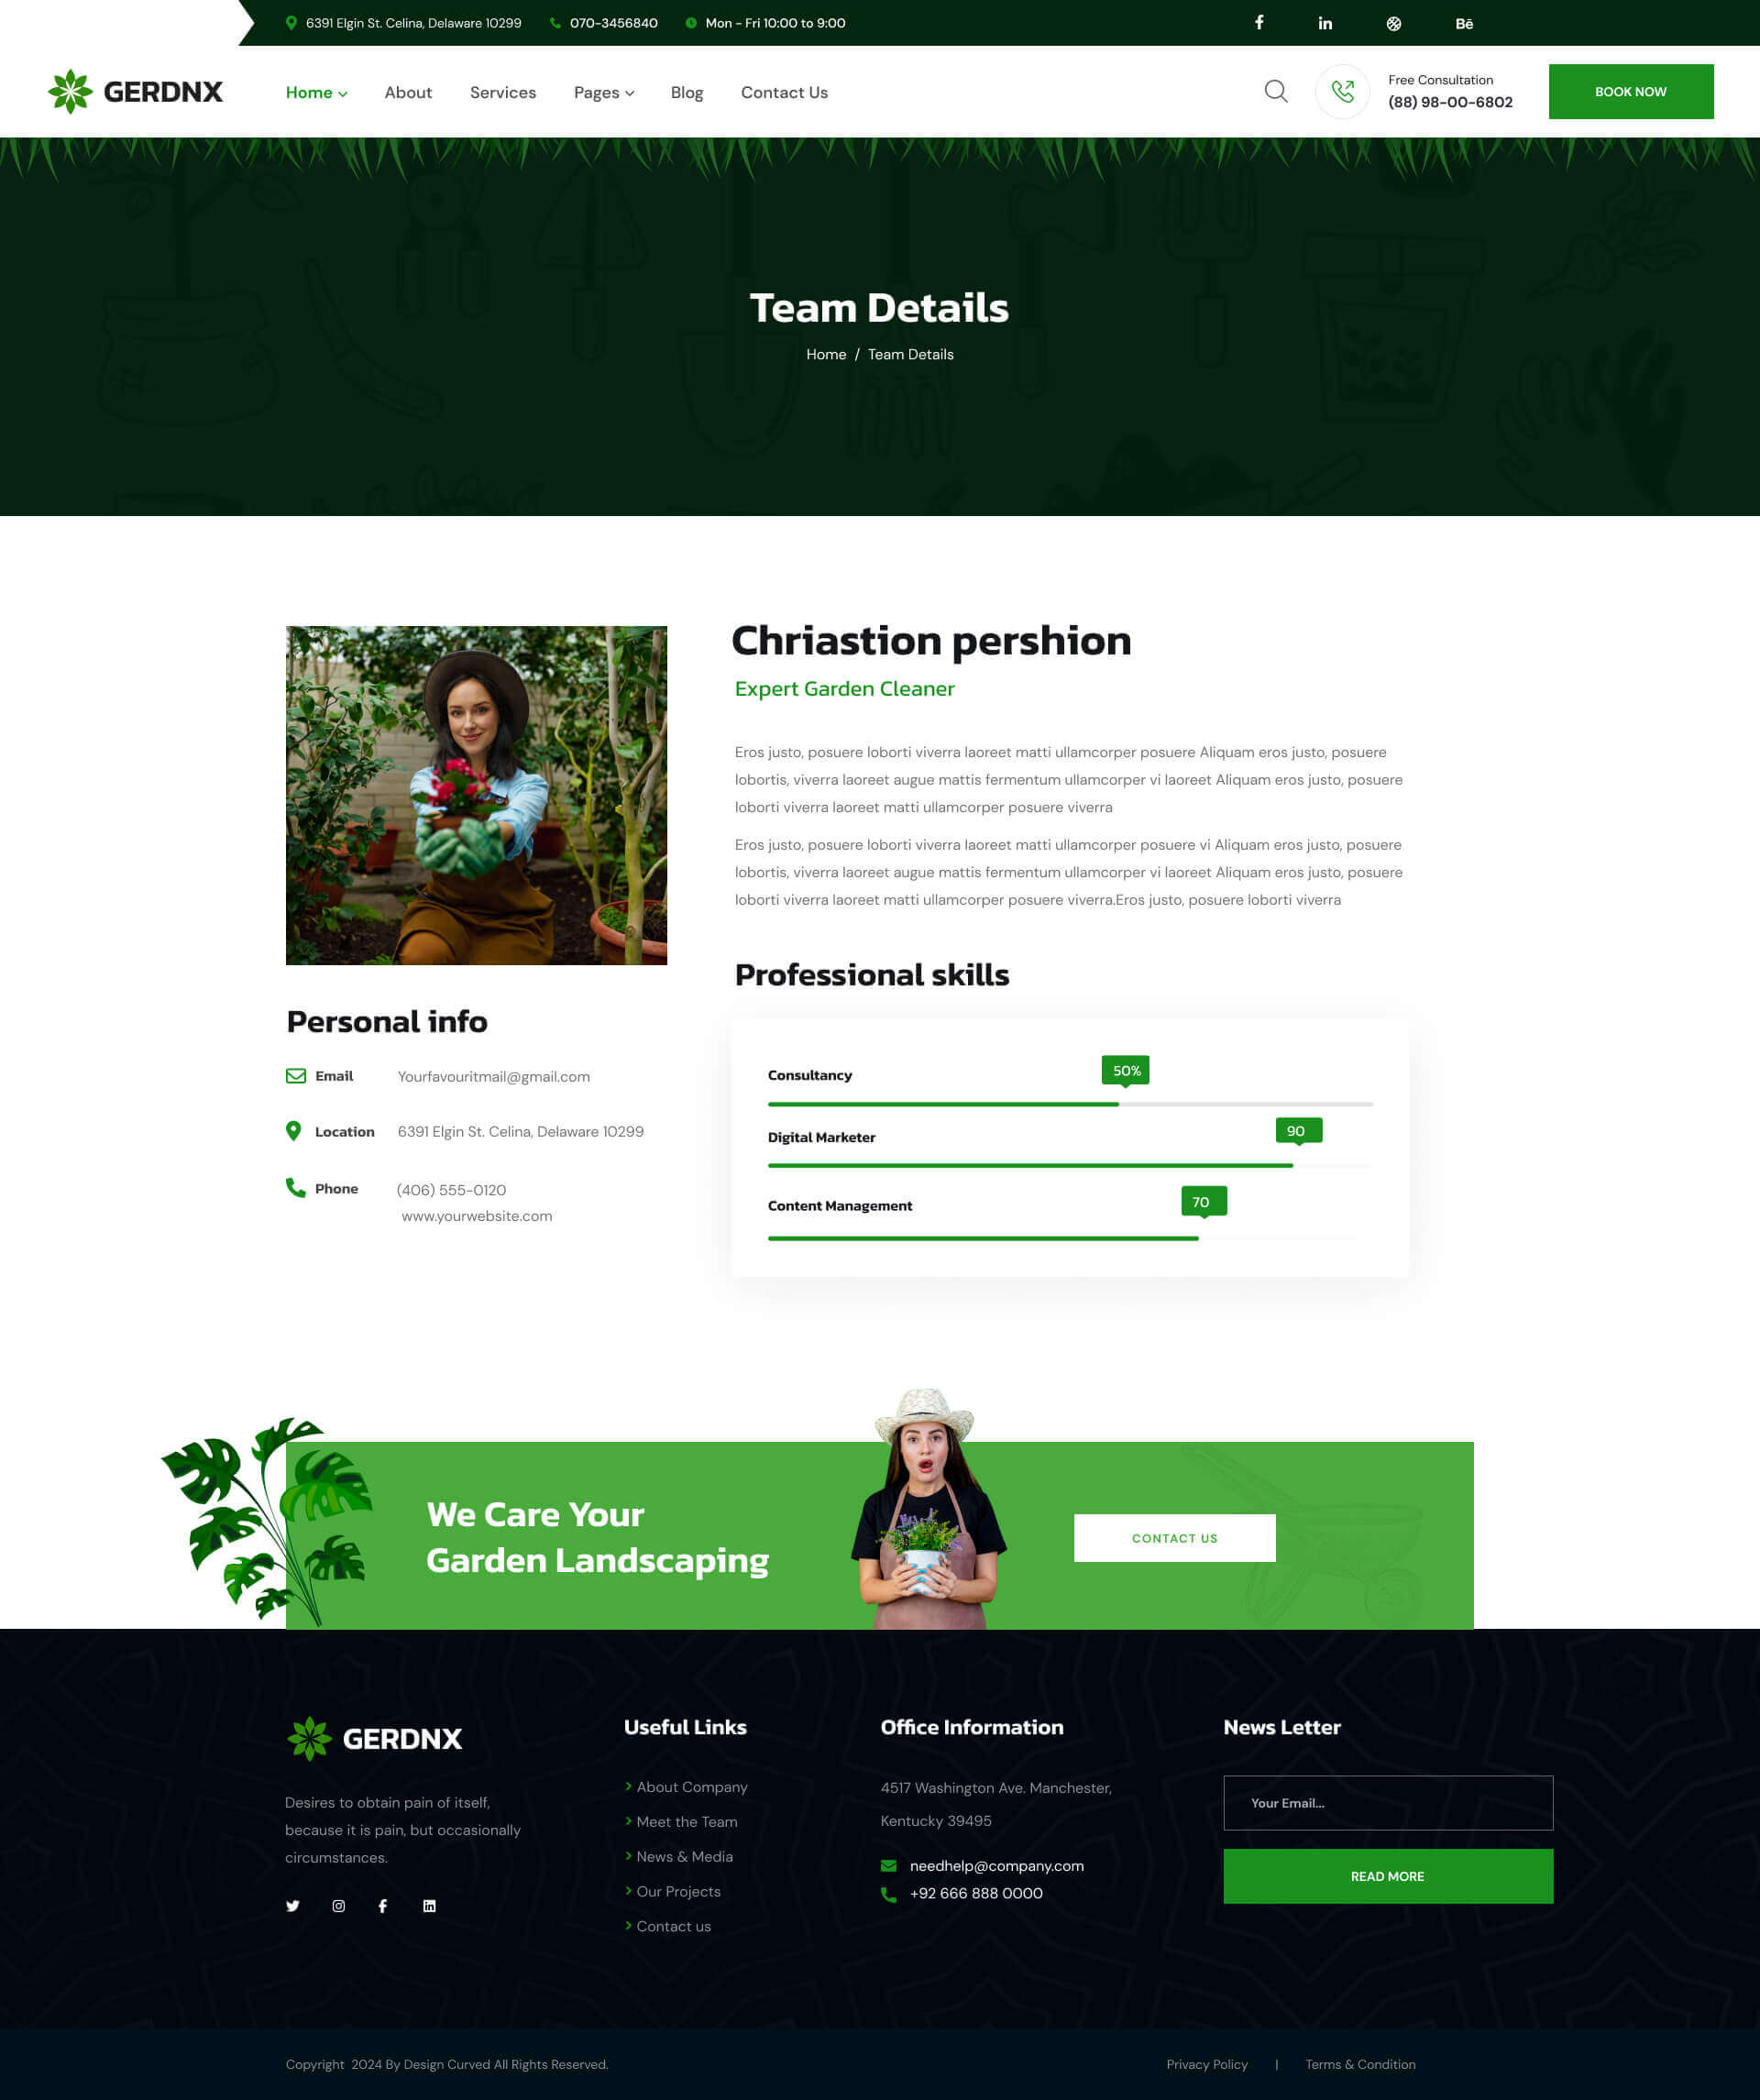 6391 Elgin St. Celina, Delaware 10299
070-3456840
Mon - Fri 10:00 to 9:00
Bē
GERDNX
Home
About
Services
Pages
Blog
Contact Us
Free Consultation
(88) 98-00-6802
BOOK NOW
Team Details
Home / Team Details
Chriastion pershion
Expert Garden Cleaner
Eros justo, posuere loborti viverra laoreet matti ullamcorper posuere Aliquam eros justo, posuere
lobortis, viverra laoreet augue mattis fermentum ullamcorper vi laoreet Aliquam eros justo, posuere
loborti viverra laoreet matti ullamcorper posuere viverra
Eros justo, posuere loborti viverra laoreet matti ullamcorper posuere vi Aliquam eros justo, posuere
lobortis, viverra laoreet augue mattis fermentum ullamcorper vi laoreet Aliquam eros justo, posuere
loborti viverra laoreet matti ullamcorper posuere viverra.Eros justo, posuere loborti viverra
Personal info
Email
Yourfavouritmail@gmail.com
Location
6391 Elgin St. Celina, Delaware 10299
Phone
(406) 555-0120
www.yourwebsite.com
Professional skills
Consultancy
50%
Digital Marketer
90
Content Management
70
We Care Your
Garden Landscaping
CONTACT US
GERDNX
Desires to obtain pain of itself,
because it is pain, but occasionally
circumstances.
Useful Links
About Company
Meet the Team
News & Media
Our Projects
Contact us
Office Information
4517 Washington Ave. Manchester,
Kentucky 39495
needhelp@company.com
+92 666 888 0000
News Letter
Your Email...
READ MORE
Copyright 2024 By Design Curved All Rights Reserved.
Privacy Policy | Terms & Condition